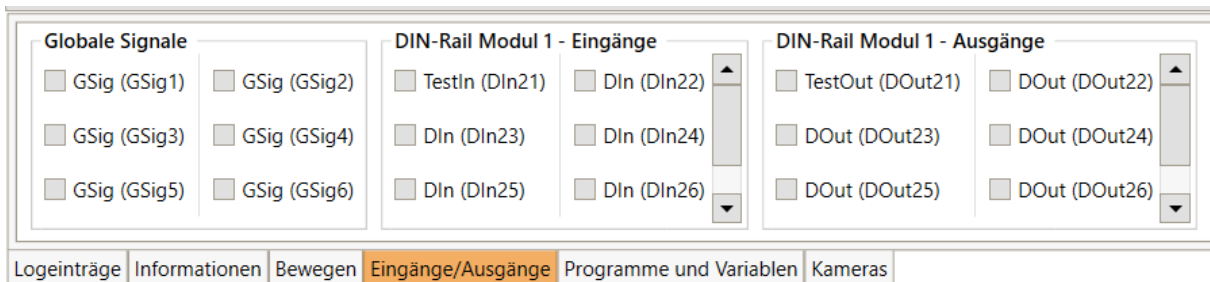 Globale Signale
GSig (GSig1) GSig (GSig2)
GSig (GSig3) GSig (GSig4)
GSig (GSig5) GSig (GSig6)
DIN-Rail Modul 1 - Eingänge
TestIn (DIn21) DIn (DIn22)
DIn (DIn23) DIn (DIn24)
DIn (DIn25) DIn (DIn26)
DIN-Rail Modul 1 - Ausgänge
TestOut (DOut21) DOut (DOut22)
DOut (DOut23) DOut (DOut24)
DOut (DOut25) DOut (DOut26)
Logeinträge Informationen Bewegen Eingänge/Ausgänge Programme und Variablen Kameras